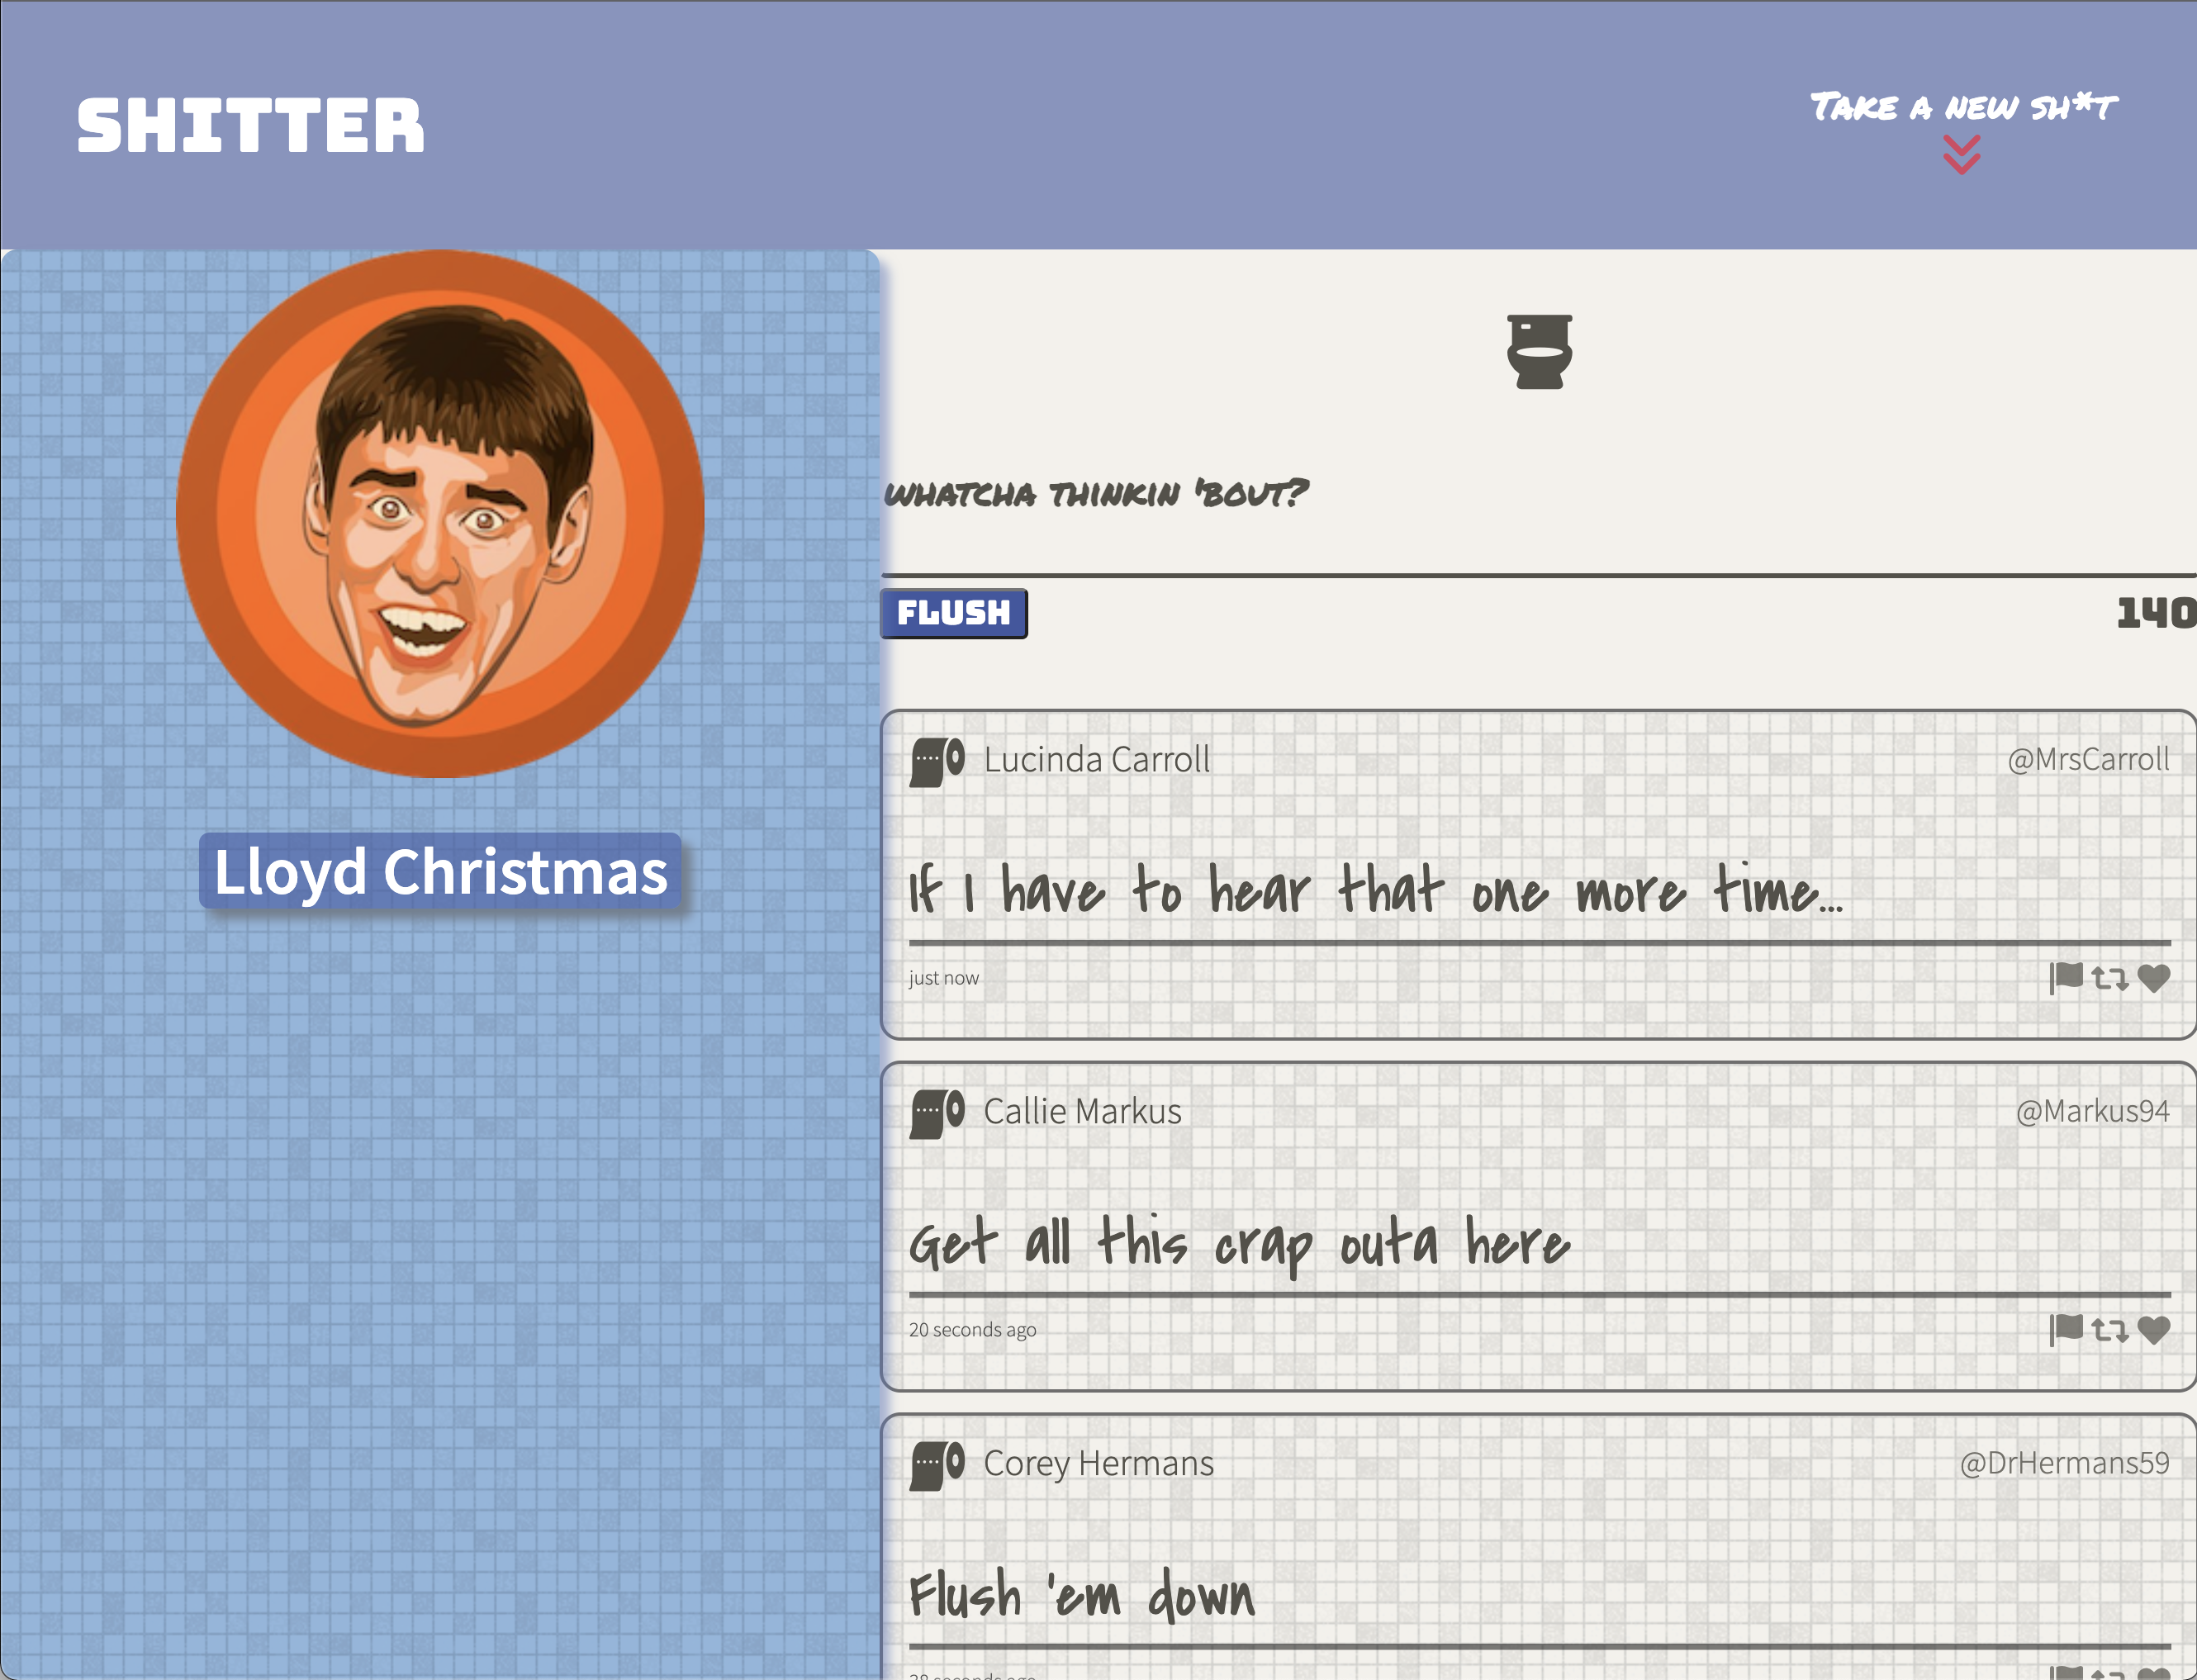 SHITTER
Take a new sh*t
whatcha thinkin 'bout?
FLUSH
140
Lloyd Christmas
Lucinda Carroll
@MrsCarroll
If I have to hear that one more time...
just now
Callie Markus
@Markus94
Get all this crap outa here
20 seconds ago
Corey Hermans
@DrHermans59
Flush 'em down